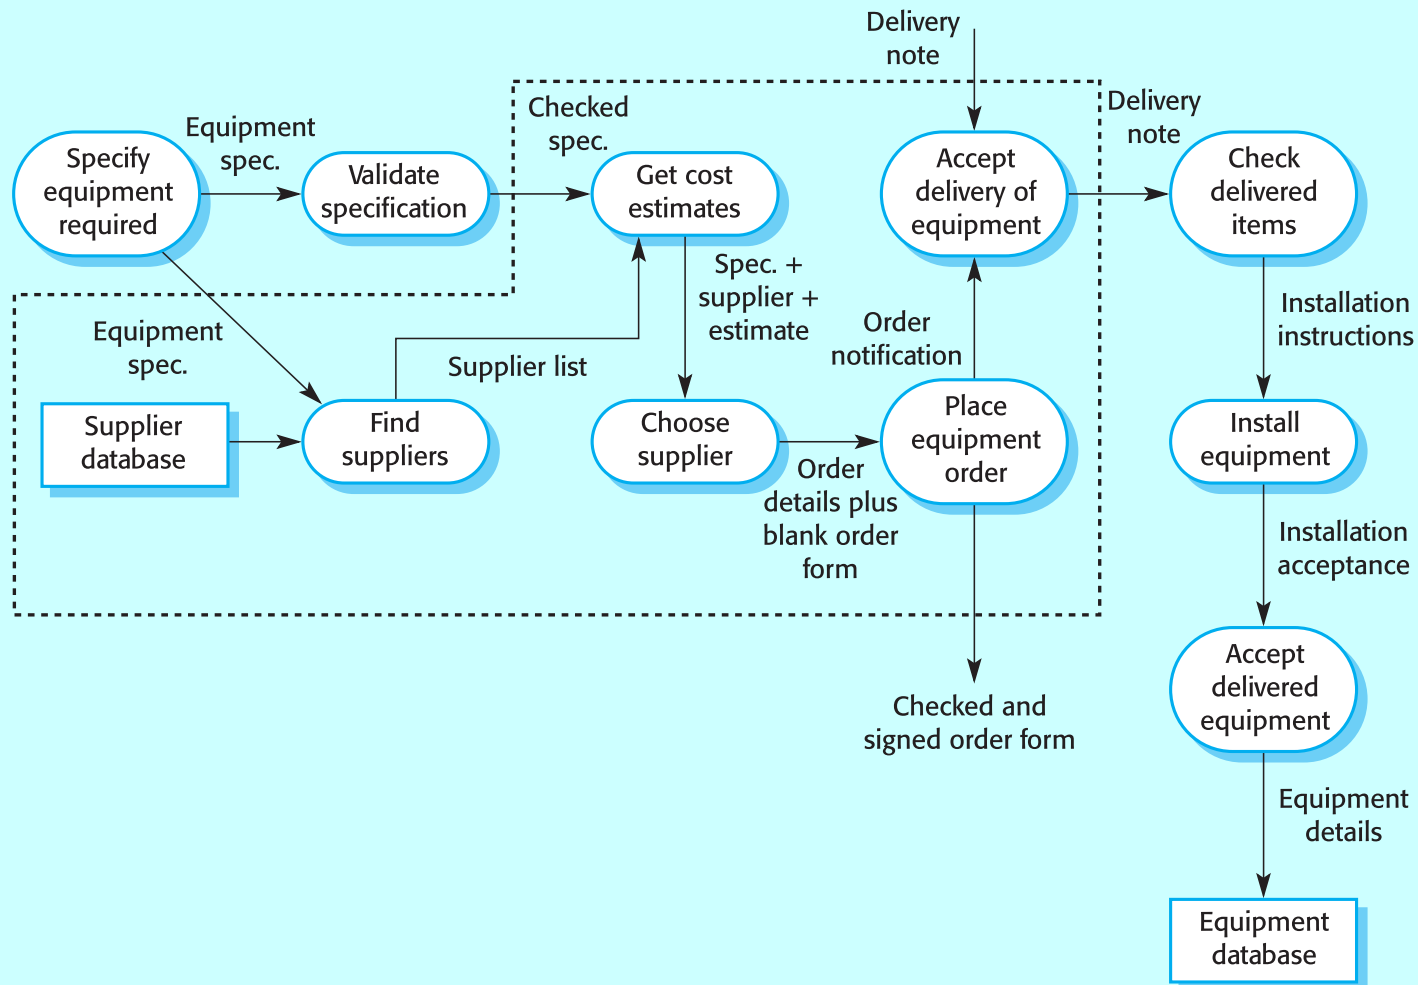 Delivery
note
Specify
equipment
required
Equipment
spec.
Validate
specification
Checked
spec.
Get cost
estimates
Accept
delivery of
equipment
Delivery
note
Check
delivered
items
Equipment
spec.
Supplier list
Spec. +
supplier +
estimate
Order
notification
Installation
instructions
Supplier
database
Find
suppliers
Choose
supplier
Order
details plus
blank order
form
Place
equipment
order
Install
equipment
Installation
acceptance
Checked and
signed order form
Accept
delivered
equipment
Equipment
details
Equipment
database